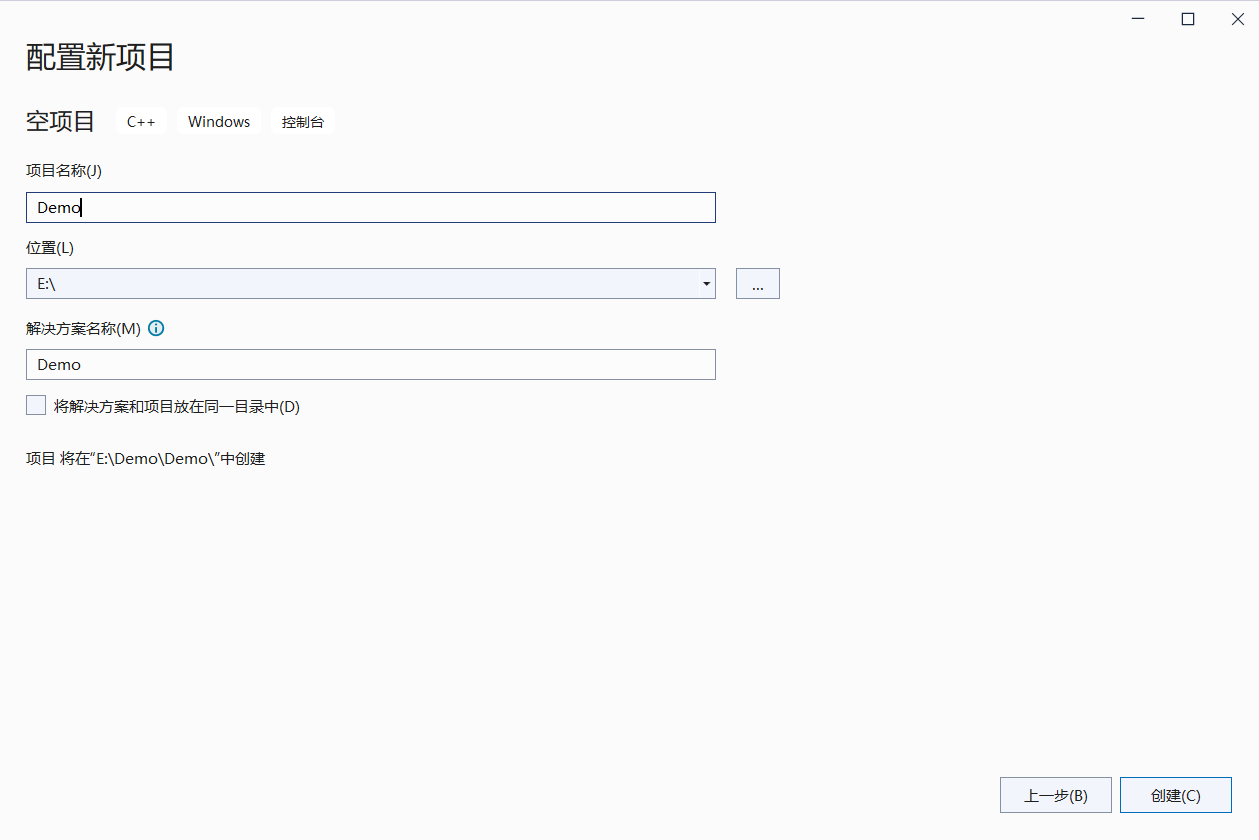 配置新项目
空项目 C++ Windows 控制台
项目名称(J)
Demo
位置(L)
E:\
...
解决方案名称(M)
Demo
将解决方案和项目放在同一目录中(D)
项目 将在“E:\Demo\Demo\”中创建
上一步(B) 创建(C)